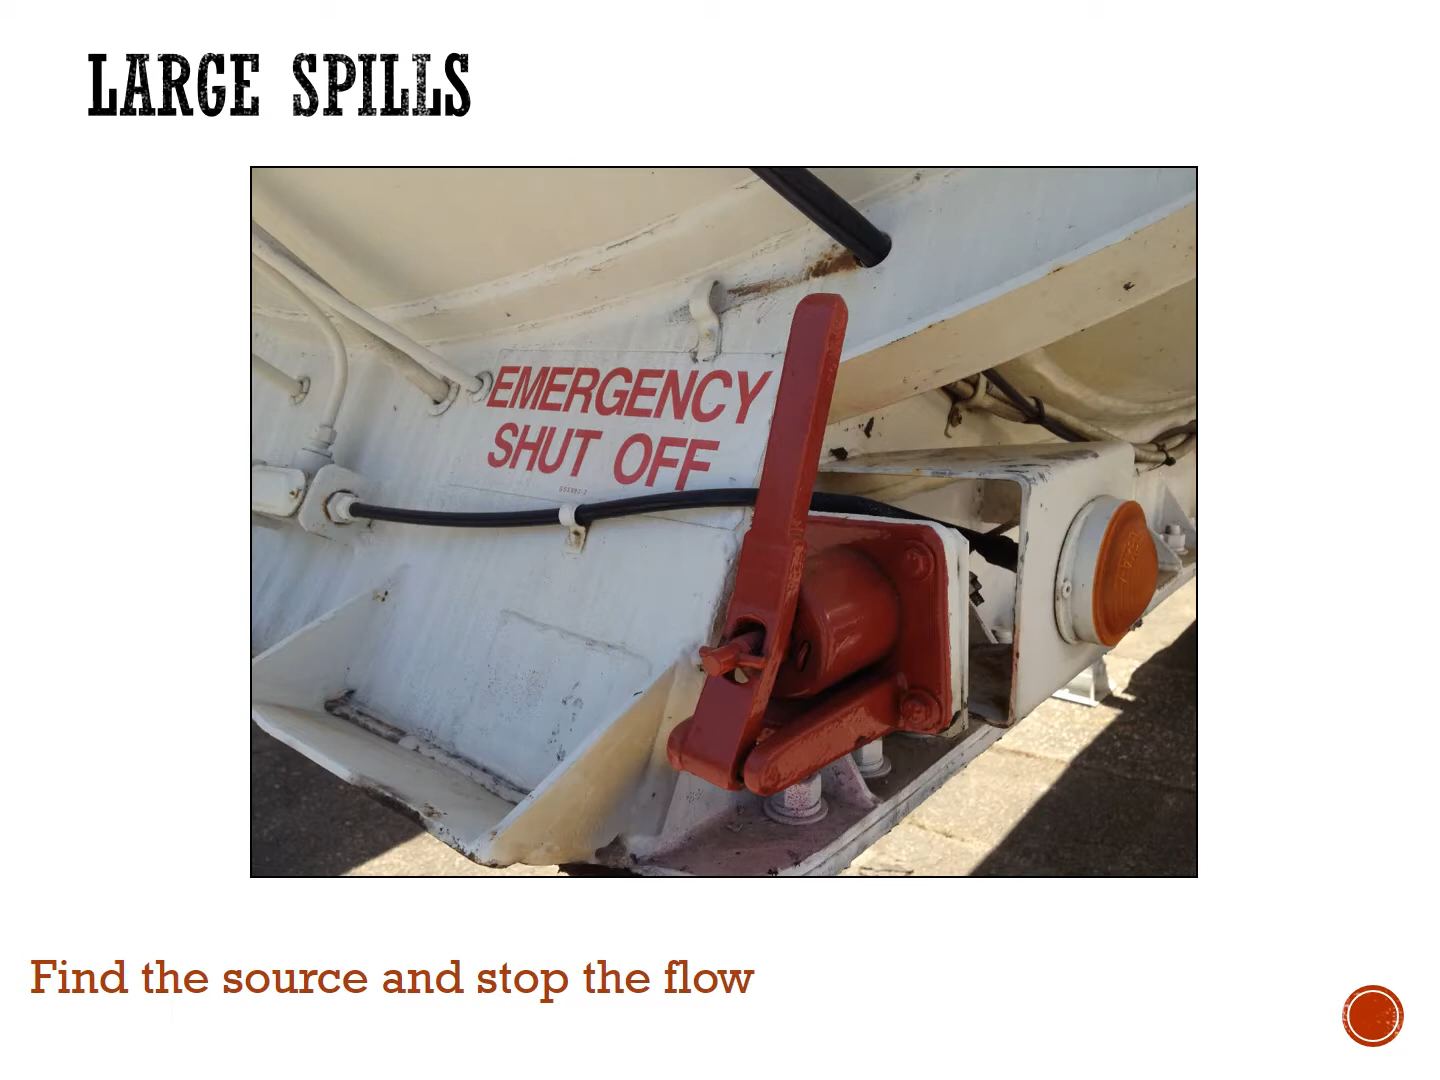 LARGE SPILLS
EMERGENCY
SHUT OFF
Find the source and stop the flow